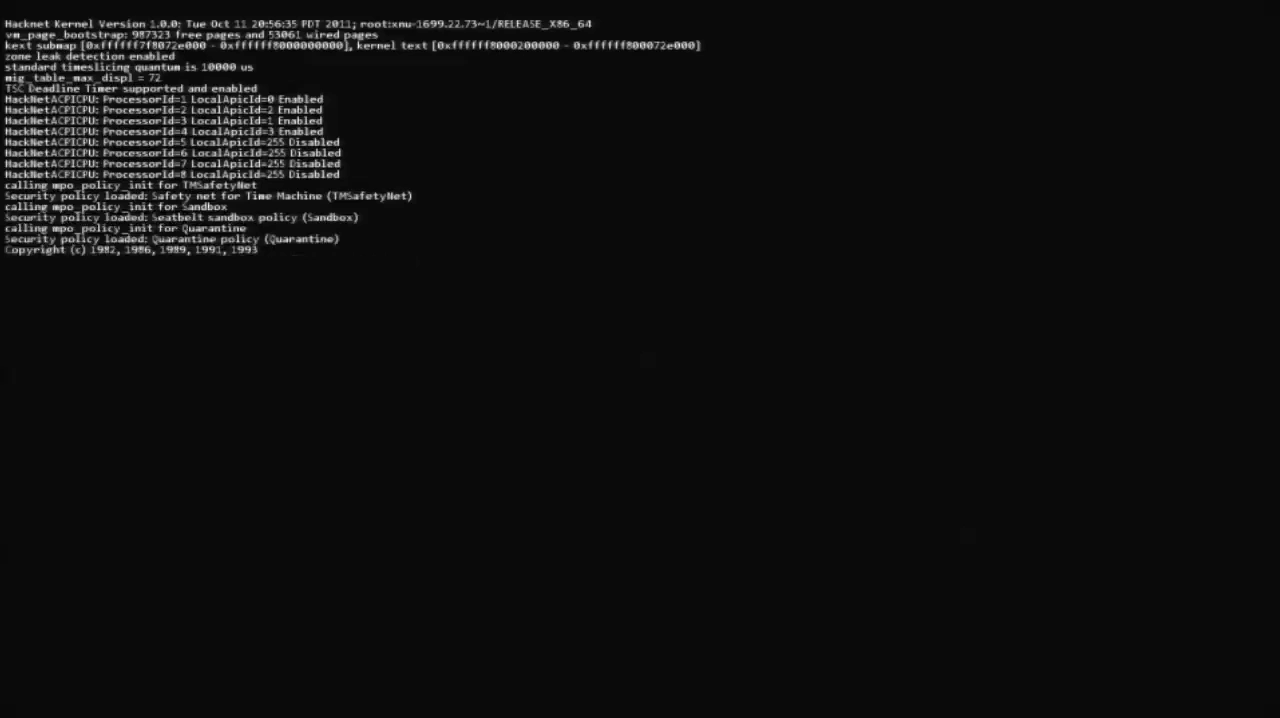 Hacknet Kernel Version 1.0.0: Tue Oct 11 20:56:35 PDT 2011; root:xnu-1699.22.73~1/RELEASE_X86_64
vm_page_bootstrap: 987323 free pages and 53061 wired pages
kext submap [0xffffff7f8072e000 - 0xffffff8000000000], kernel text [0xffffff8000200000 - 0xffffff800072e000]
zone leak detection enabled
standard timeslicing quantum is 10000 us
mig_table_max_displ = 72
TSC Deadline Timer supported and enabled
HackNetACPICPU: ProcessorId=1 LocalApicId=0 Enabled
HackNetACPICPU: ProcessorId=2 LocalApicId=2 Enabled
HackNetACPICPU: ProcessorId=3 LocalApicId=1 Enabled
HackNetACPICPU: ProcessorId=4 LocalApicId=3 Enabled
HackNetACPICPU: ProcessorId=5 LocalApicId=255 Disabled
HackNetACPICPU: ProcessorId=6 LocalApicId=255 Disabled
HackNetACPICPU: ProcessorId=7 LocalApicId=255 Disabled
HackNetACPICPU: ProcessorId=8 LocalApicId=255 Disabled
calling mpo_policy_init for TMSafetyNet
Security policy loaded: Safety net for Time Machine (TMSafetyNet)
calling mpo_policy_init for Sandbox
Security policy loaded: Seatbelt sandbox policy (Sandbox)
calling mpo_policy_init for Quarantine
Security policy loaded: Quarantine policy (Quarantine)
Copyright (c) 1982, 1986, 1989, 1991, 1993